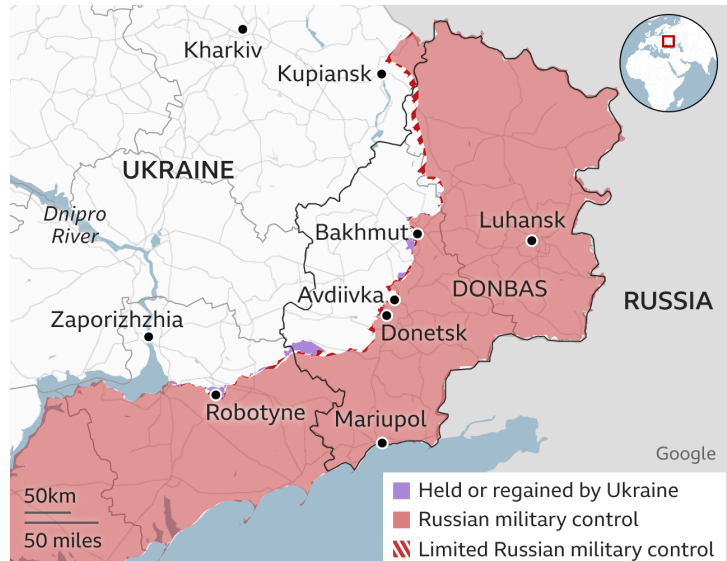 Kharkiv
Kupiansk
UKRAINE
Dnipro
River
Bakhmut
Luhansk
Avdiivka
DONBAS
RUSSIA
Zaporizhzhia
Donetsk
Robotyne
Mariupol
Google
50km
50 miles
Held or regained by Ukraine
Russian military control
Limited Russian military control